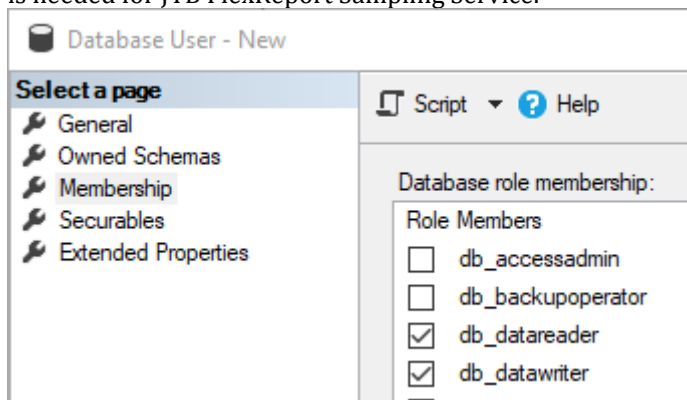 is needed for JTB FlexReport Sampling Service.
Database User - New
Select a page
General
Owned Schemas
Membership
Securables
Extended Properties
Script
Help
Database role membership:
Role Members
db_accessadmin
db_backupoperator
db_datareader
db_datawriter